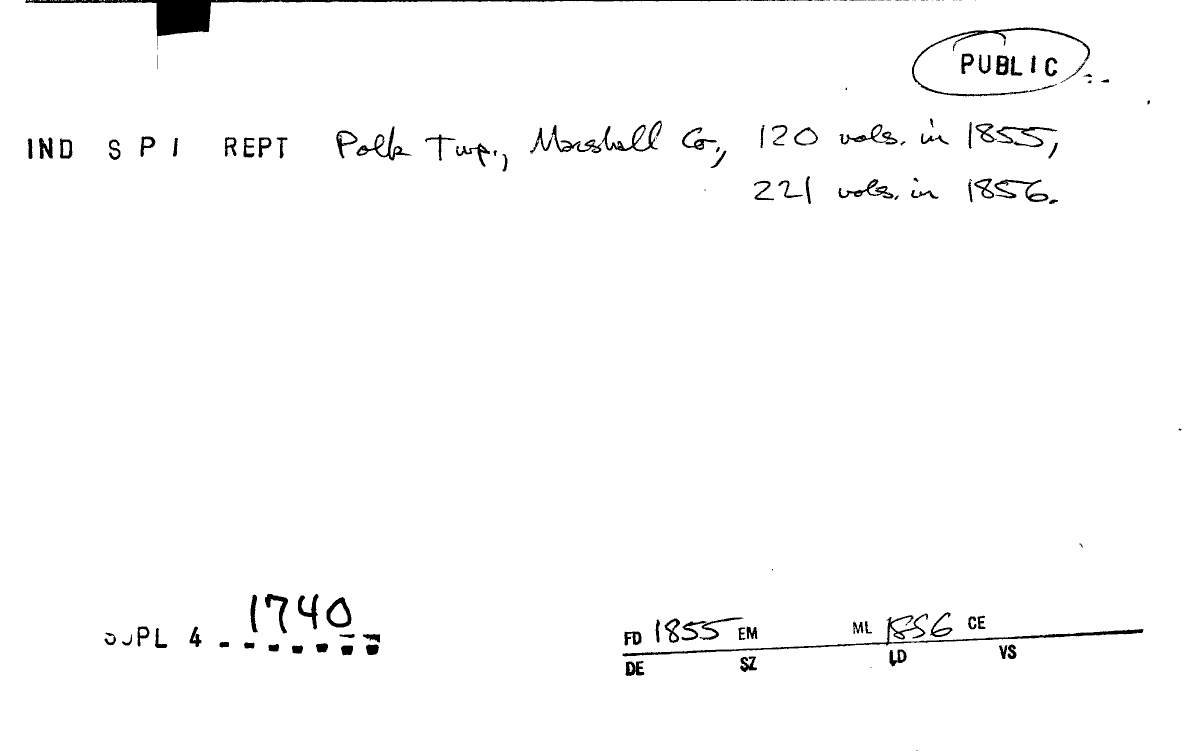 PUBLIC
IND S P I REPT Polk Twp., Marshall Co., 120 vols. in 1855,
221 vols. in 1856.
1740
PL 4
FD 1855 EM ML 1856 CE
DE SZ LD VS